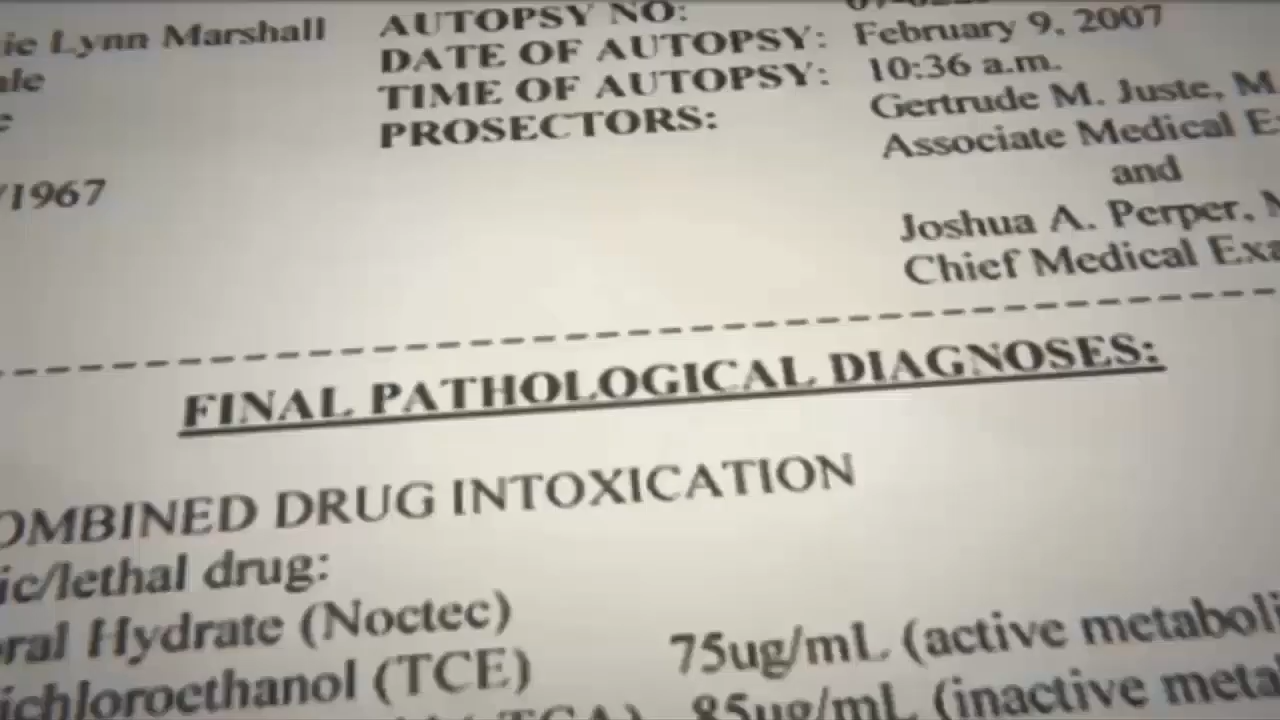 ie Lynn Marshall AUTOPSY NO:
ale DATE OF AUTOPSY: February 9, 2007
e TIME OF AUTOPSY: 10:36 a.m.
PROSECTORS: Gertrude M. Juste, M.
Associate Medical E
and
/1967
Joshua A. Perper, M
Chief Medical Exa
FINAL PATHOLOGICAL DIAGNOSES:
OMBINED DRUG INTOXICATION
ic/lethal drug:
oral Hydrate (Noctec)
ichloroethanol (TCE) 75ug/mL (active metaboli
(TCA) 85ug/mL (inactive meta